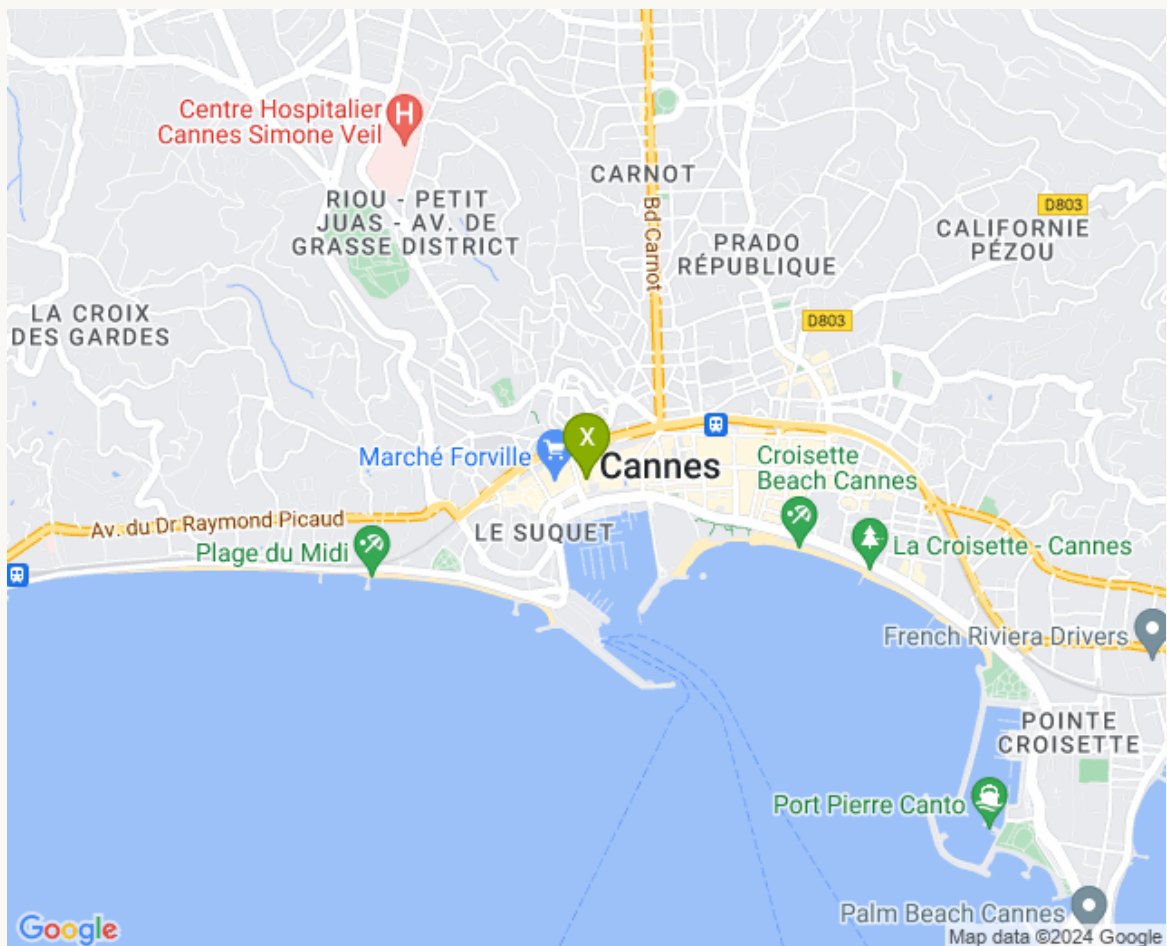 Centre Hospitalier
Cannes Simone Veil
H
CARNOT
RIOU - PETIT
JUAS - AV. DE
GRASSE DISTRICT
Bd Carnot
D803
CALIFORNIE
PÉZOU
PRADO
RÉPUBLIQUE
LA CROIX
DES GARDES
D803
X
Marché Forville
Cannes
Croisette
Beach Cannes
Av. du Dr Raymond Picaud
LE SUQUET
Plage du Midi
La Croisette - Cannes
French Riviera Drivers
POINTE
CROISETTE
Port Pierre Canto
Palm Beach Cannes
Google
Map data ©2024 Google